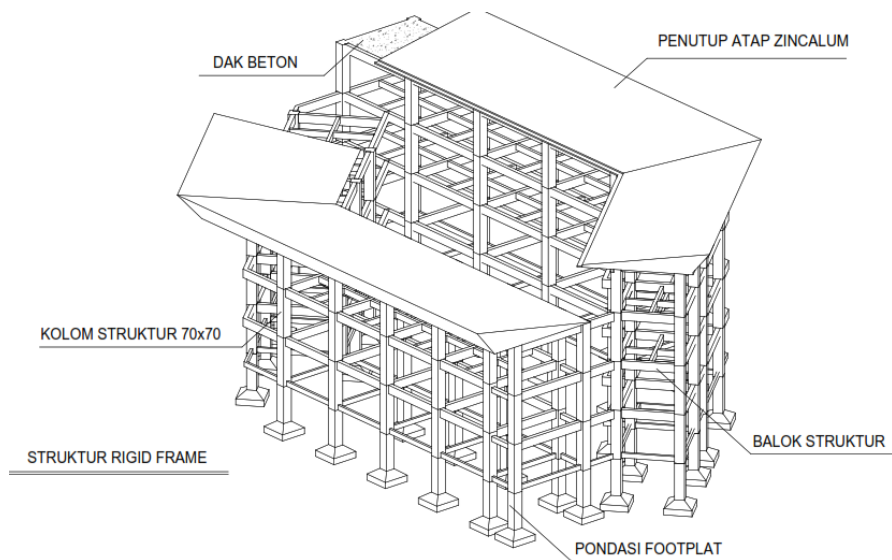 DAK BETON
PENUTUP ATAP ZINCALUM
KOLOM STRUKTUR 70x70
BALOK STRUKTUR
STRUKTUR RIGID FRAME
PONDASI FOOTPLAT